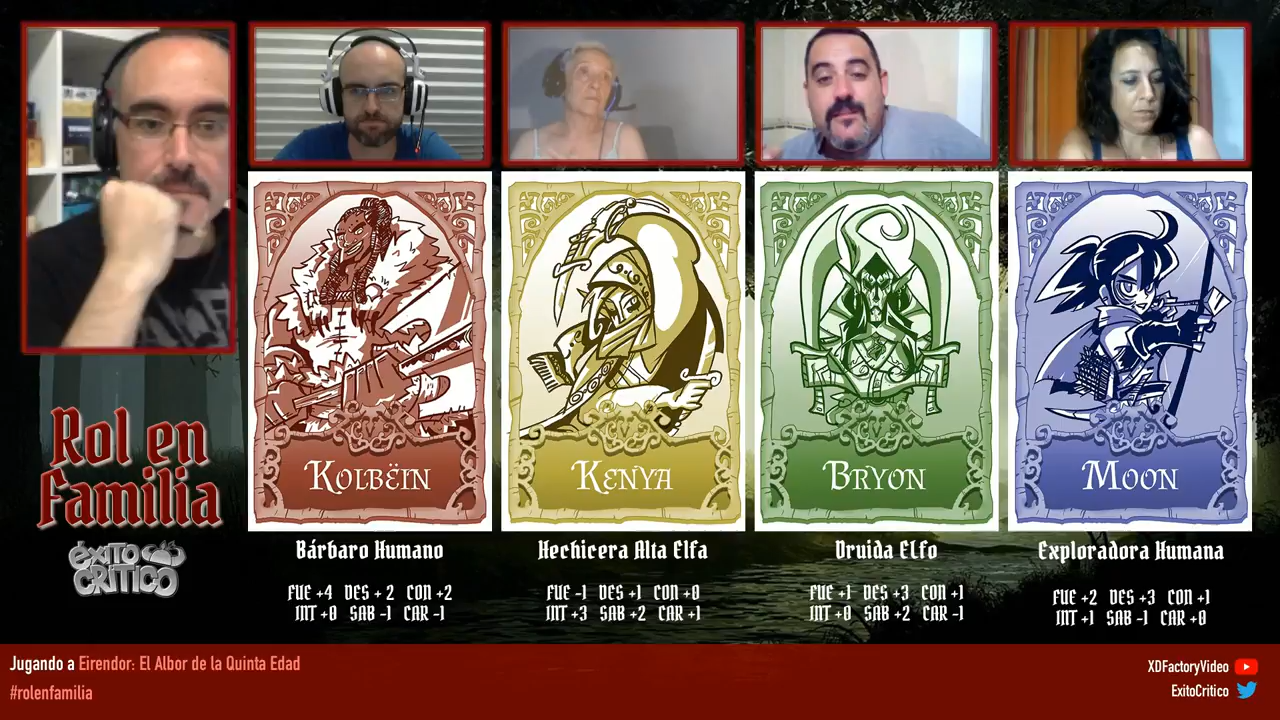 Rol en
Familia
ÉXITO
CRÍTICO
KOLBËIN
KENYA
BRYON
MOON
Bárbaro Humano
FUE +4 DES +2 CON +2
INT +0 SAB -1 CAR -1
Hechicera Alta Elfa
FUE -1 DES +1 CON +0
INT +3 SAB +2 CAR +1
Druida Elfo
FUE +1 DES +3 CON +1
INT +0 SAB +2 CAR -1
Exploradora Humana
FUE +2 DES +3 CON +1
INT +1 SAB -1 CAR +0
Jugando a Eirendor: El Albor de la Quinta Edad
#rolenfamilia
XDFactoryVideo
ExitoCritico